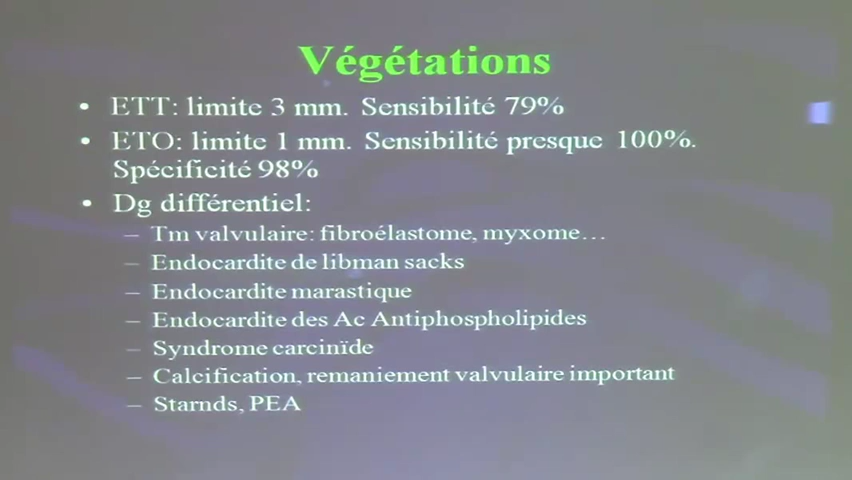 Végétations
• ETT: limite 3 mm. Sensibilité 79%
• ETO: limite 1 mm. Sensibilité presque 100%.
Spécificité 98%
• Dg différentiel:
– Tm valvulaire: fibroélastome, myxome…
– Endocardite de libman sacks
– Endocardite marastique
– Endocardite des Ac Antiphospholipides
– Syndrome carcinïde
– Calcification, remaniement valvulaire important
– Starnds, PEA